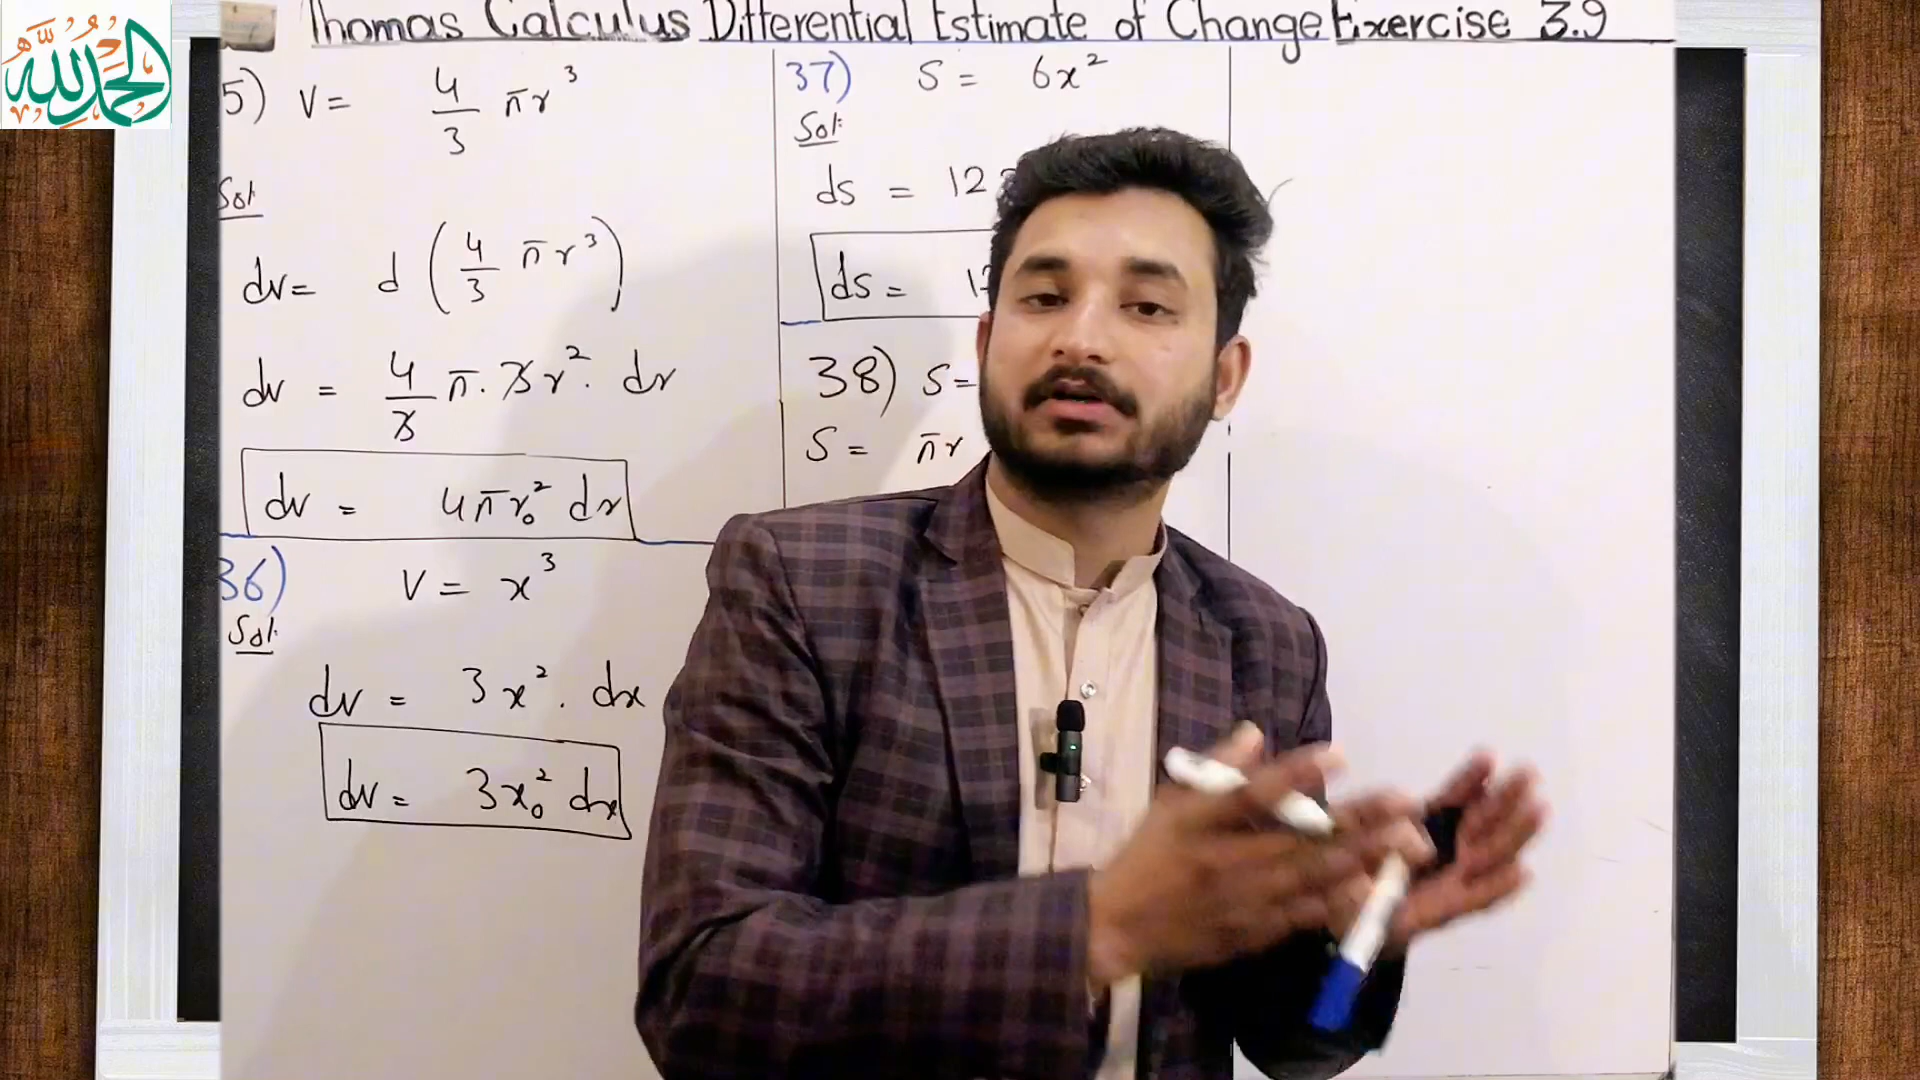 الحمد لله
Thomas Calculus Differential Estimate of Change Exercise 3.9
5) V = 4/3 πr³
Sol:
dv = d (4/3 πr³)
dv = 4/3 π. 3r². dr
dv = 4πr₀² dr
36) V = x³
Sol:
dv = 3x². dx
dv = 3x₀² dx
37) S = 6x²
Sol:
ds = 12
ds = 12
38) S =
S = πr